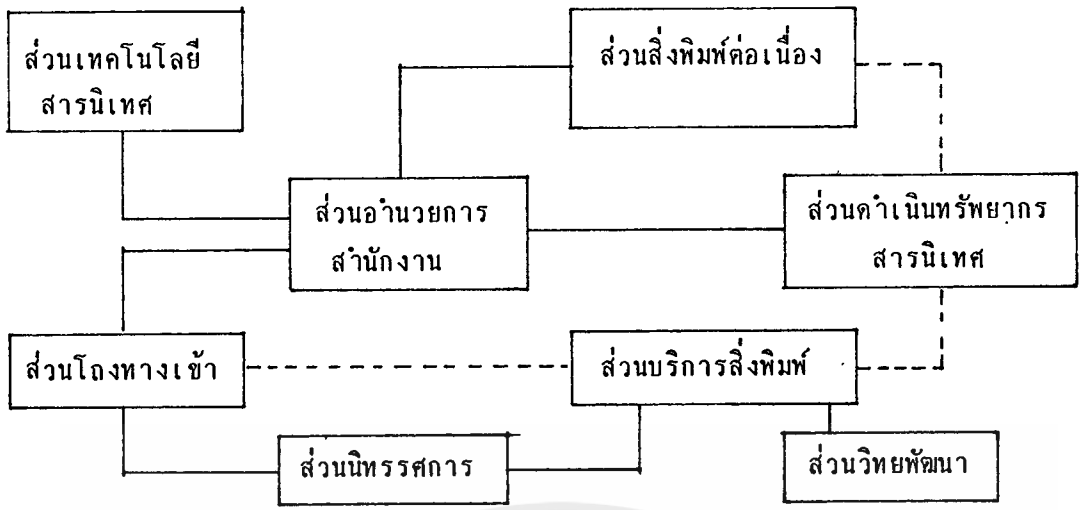 ส่วนเทคโนโลยี
สารนิเทศ
ส่วนสิ่งพิมพ์ต่อเนื่อง
ส่วนอำนวยการ
สำนักงาน
ส่วนดำเนินทรัพยากร
สารนิเทศ
ส่วนโถงทางเข้า
ส่วนบริการสิ่งพิมพ์
ส่วนนิทรรศการ
ส่วนวิทยพัฒนา